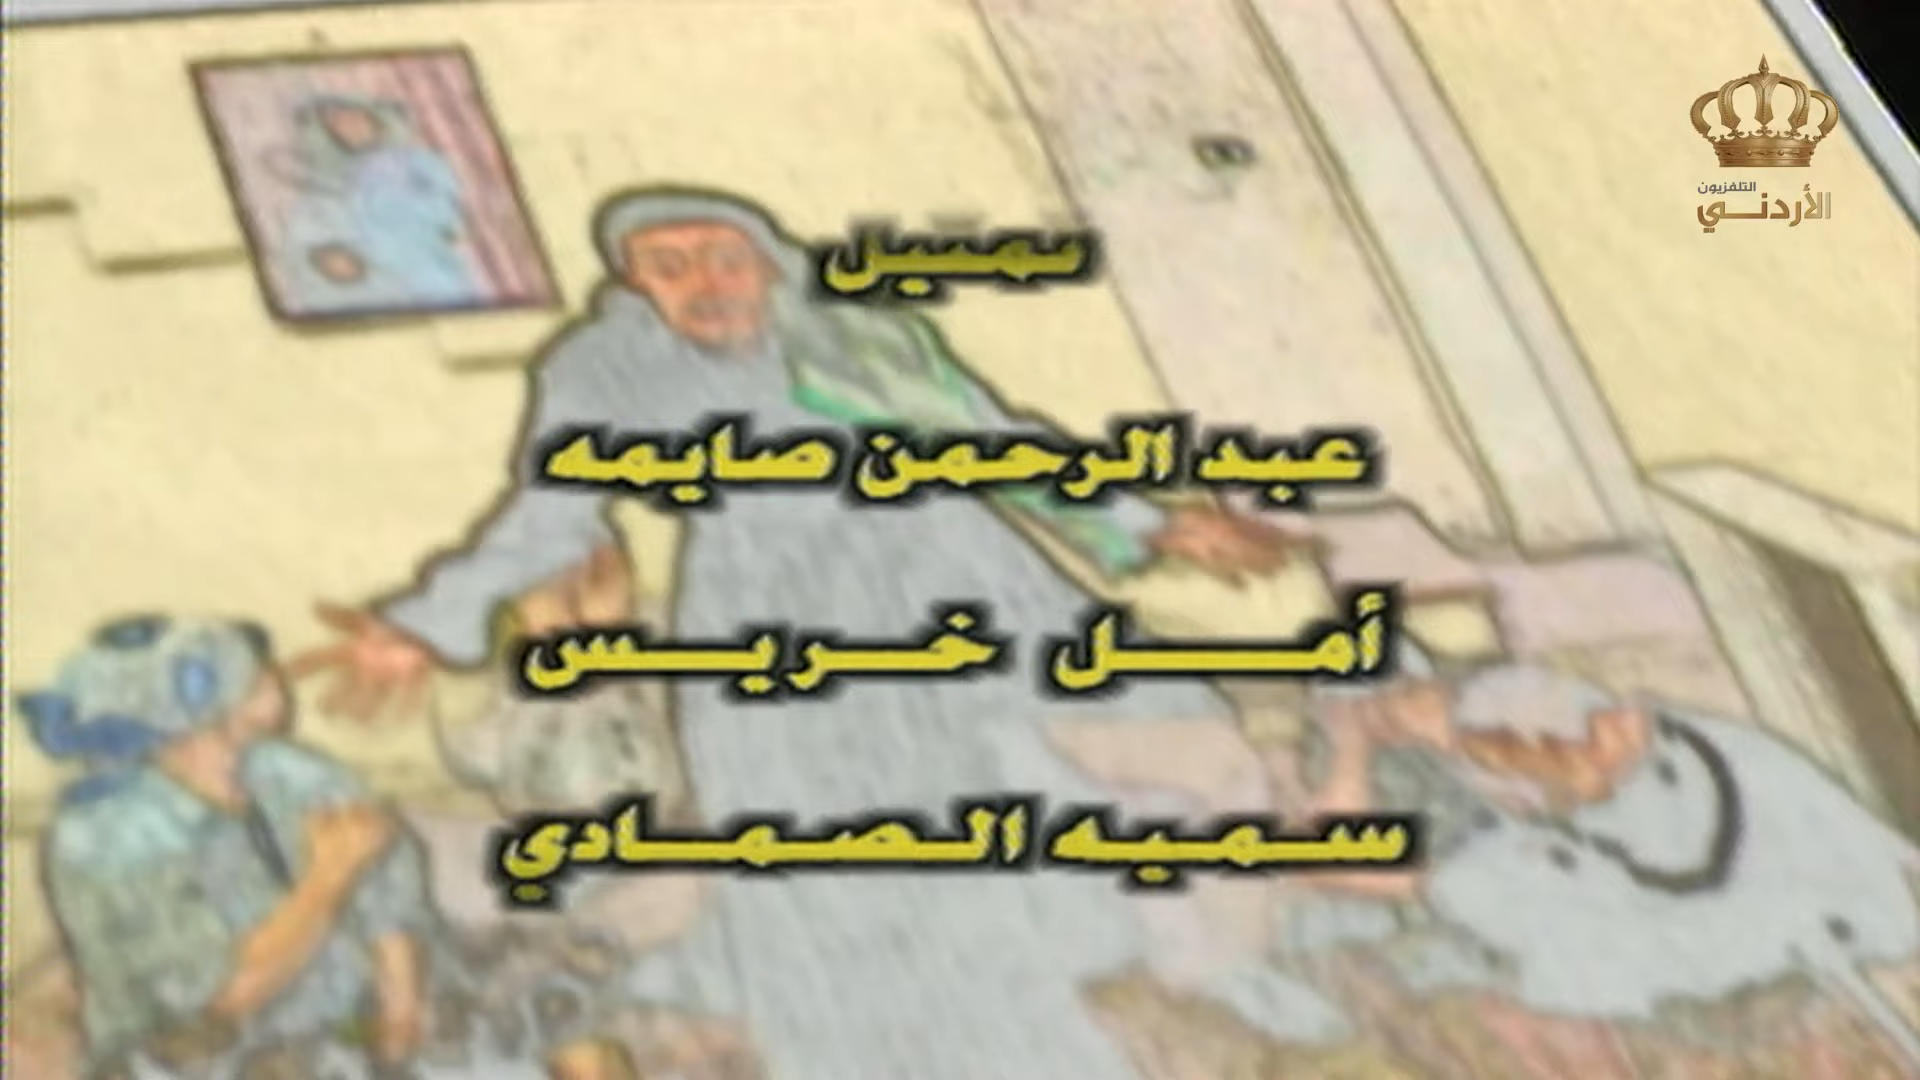 التلفزيون
الأردني
تمثيل
عبد الرحمن صايمه
أمل خريس
سميه الصمادي